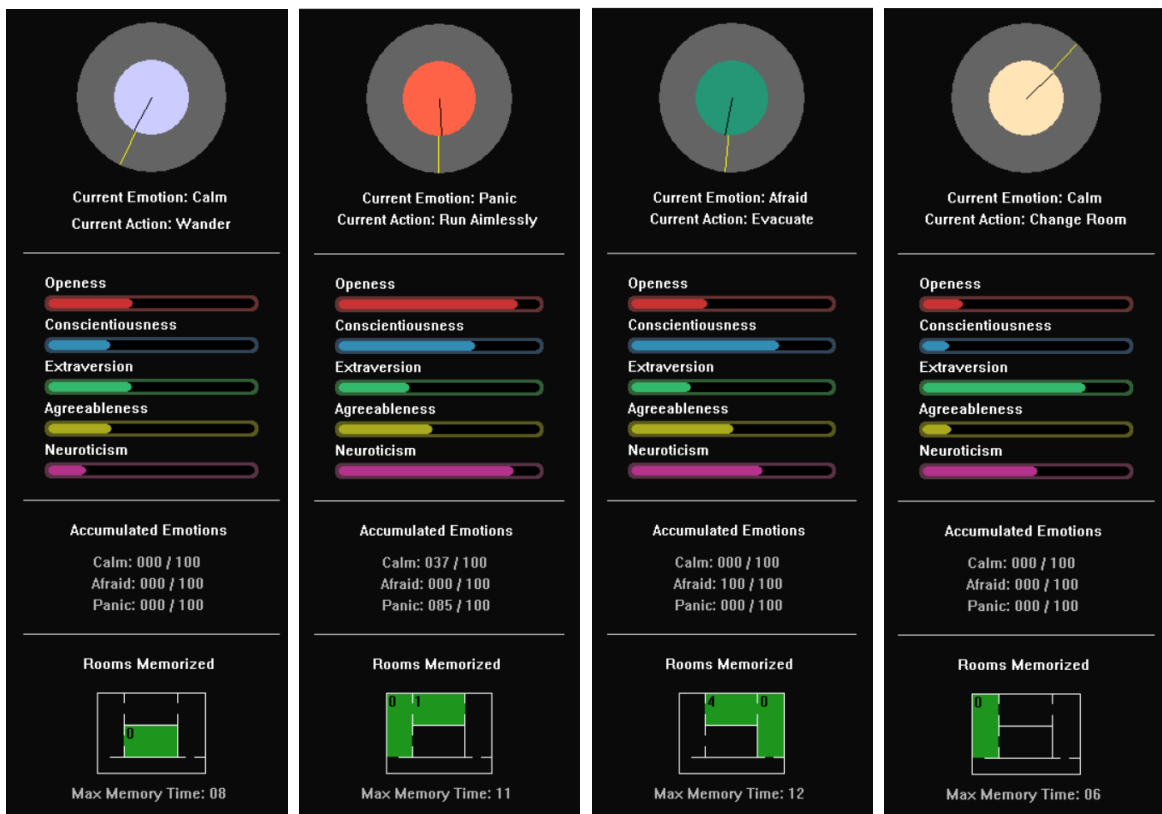 Current Emotion: Calm
Current Action: Wander
Openess
Conscientiousness
Extraversion
Agreeableness
Neuroticism
Accumulated Emotions
Calm: 000 / 100
Afraid: 000 / 100
Panic: 000 / 100
Rooms Memorized
0
Max Memory Time: 08
Current Emotion: Panic
Current Action: Run Aimlessly
Openess
Conscientiousness
Extraversion
Agreeableness
Neuroticism
Accumulated Emotions
Calm: 037 / 100
Afraid: 000 / 100
Panic: 085 / 100
Rooms Memorized
0 1
Max Memory Time: 11
Current Emotion: Afraid
Current Action: Evacuate
Openess
Conscientiousness
Extraversion
Agreeableness
Neuroticism
Accumulated Emotions
Calm: 000 / 100
Afraid: 100 / 100
Panic: 000 / 100
Rooms Memorized
4 0
Max Memory Time: 12
Current Emotion: Calm
Current Action: Change Room
Openess
Conscientiousness
Extraversion
Agreeableness
Neuroticism
Accumulated Emotions
Calm: 000 / 100
Afraid: 000 / 100
Panic: 000 / 100
Rooms Memorized
0
Max Memory Time: 06